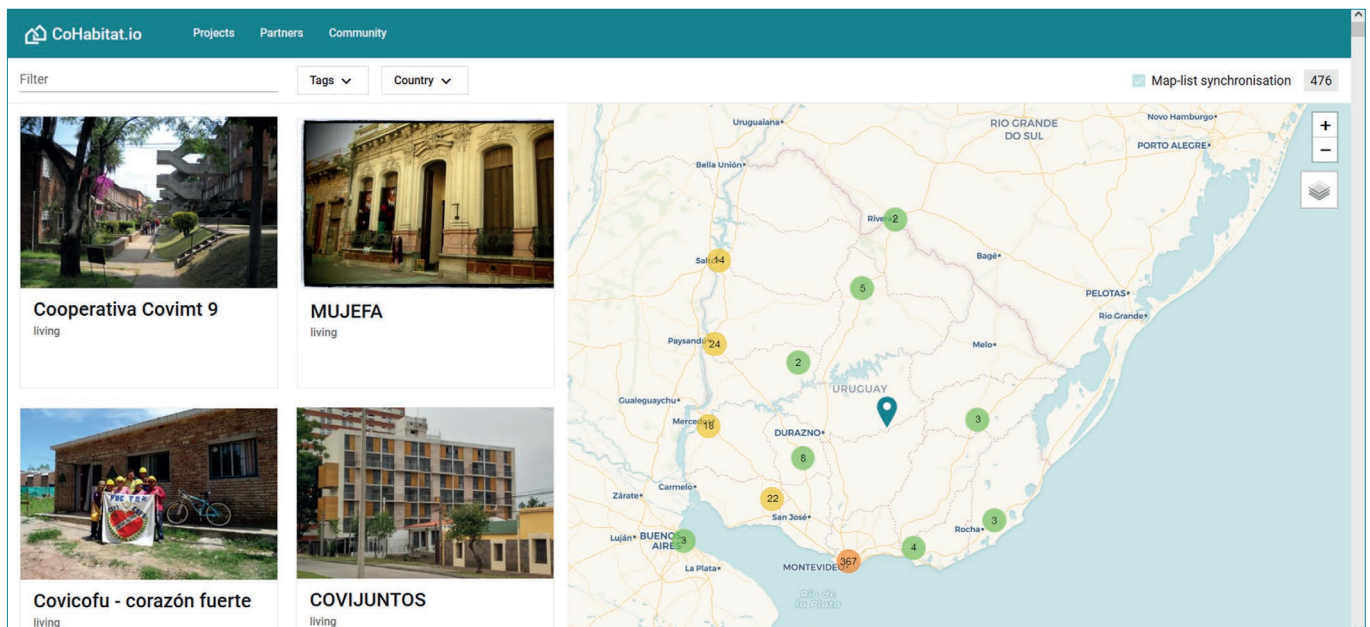 CoHabitat.io
Projects
Partners
Community
Filter
Tags
Country
Map-list synchronisation
476
Cooperativa Covimt 9
living
MUJEFA
living
Covicofu - corazón fuerte
living
COVIJUNTOS
living
Uruguaiana
RIO GRANDE
DO SUL
Novo Hamburgo
PORTO ALEGRE
+
−
Bella Unión
Rivera
2
Salto
14
Bagé
5
PELOTAS
Rio Grande
Paysandú
24
2
Melo
URUGUAY
Gualeguaychu
Mercedes
18
3
DURAZNO
8
Carmelo
Zárate
22
San José
3
Rocha
Luján
BUENOS
AIRES
3
4
La Plata
MONTEVIDEO
367
Río de
la Plata